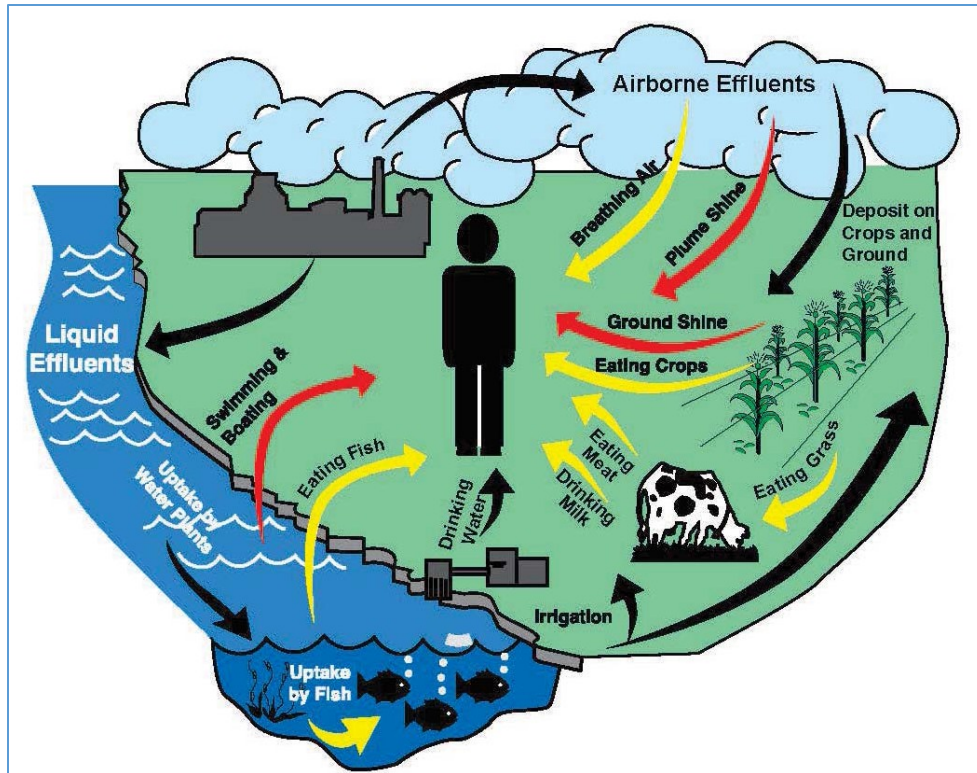 Airborne Effluents
Breathing Air
Plume Shine
Deposit on
Crops and
Ground
Liquid
Effluents
Ground Shine
Eating Crops
Swimming &
Boating
Eating Fish
Eating
Meat
Drinking
Milk
Eating Grass
Uptake by
Water Plants
Drinking
Water
Irrigation
Uptake
by Fish